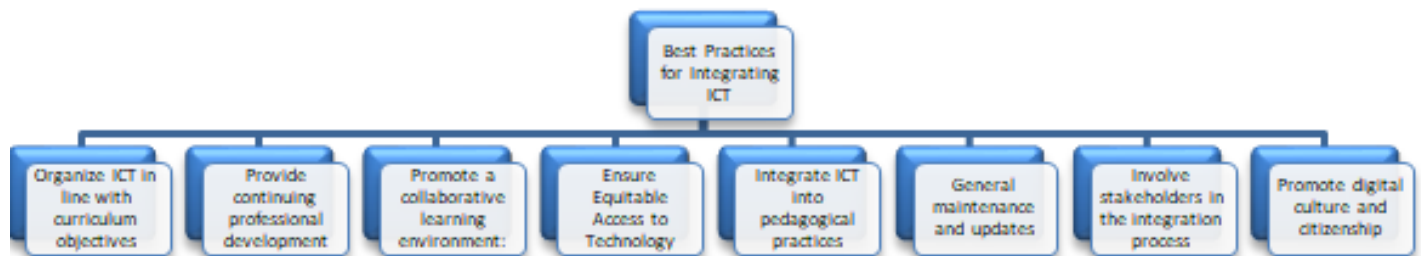 Best Practices
for Integrating
ICT
Organize ICT in
line with
curriculum
objectives
Provide
continuing
professional
development
Promote a
collaborative
learning
environment:
Ensure
Equitable
Access to
Technology
Integrate ICT
into
pedagogical
practices
General
maintenance
and updates
Involve
stakeholders in
the integration
process
Promote digital
culture and
citizenship